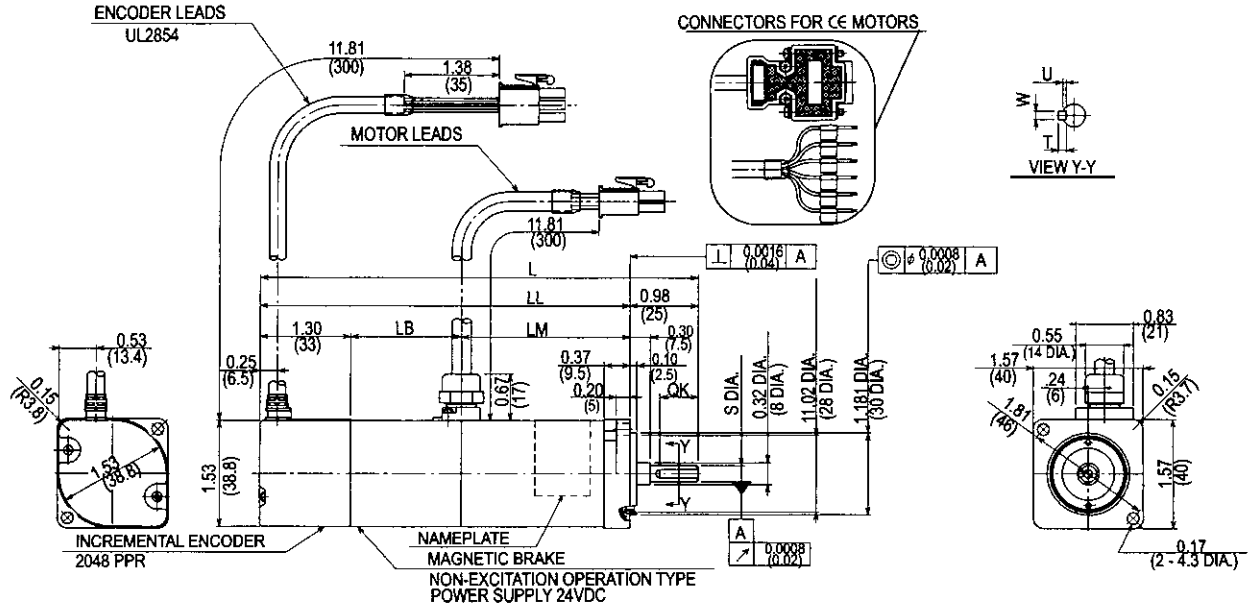 ENCODER LEADS
UL2854
11.81
(300)
1.38
(35)
MOTOR LEADS
11.81
(300)
CONNECTORS FOR CE MOTORS
U
W
T
VIEW Y-Y
⊥ 0.0016 A
(0.04)
◎ ϕ 0.0008 A
(0.02)
L
LL
0.98
(25)
1.30
(33)
LB
LM
0.30
(7.5)
0.53
(13.4)
0.25
(6.5)
0.15
(R3.8)
0.67
(17)
0.37
(9.5)
0.10
(2.5)
0.20
(5)
QK
S DIA.
0.32 DIA.
(8 DIA.)
11.02 DIA.
(28 DIA.)
1.181 DIA.
(30 DIA.)
0.83
(21)
0.55
(14 DIA.)
1.57
(40)
24
(6)
0.15
(R3.7)
1.81
(46)
1.57
(40)
1.53
(38.8)
1.53
(38.8)
Y
Y
A
↗ 0.0008
(0.02)
0.17
(2 - 4.3 DIA.)
INCREMENTAL ENCODER
2048 PPR
NAMEPLATE
MAGNETIC BRAKE
NON-EXCITATION OPERATION TYPE
POWER SUPPLY 24VDC